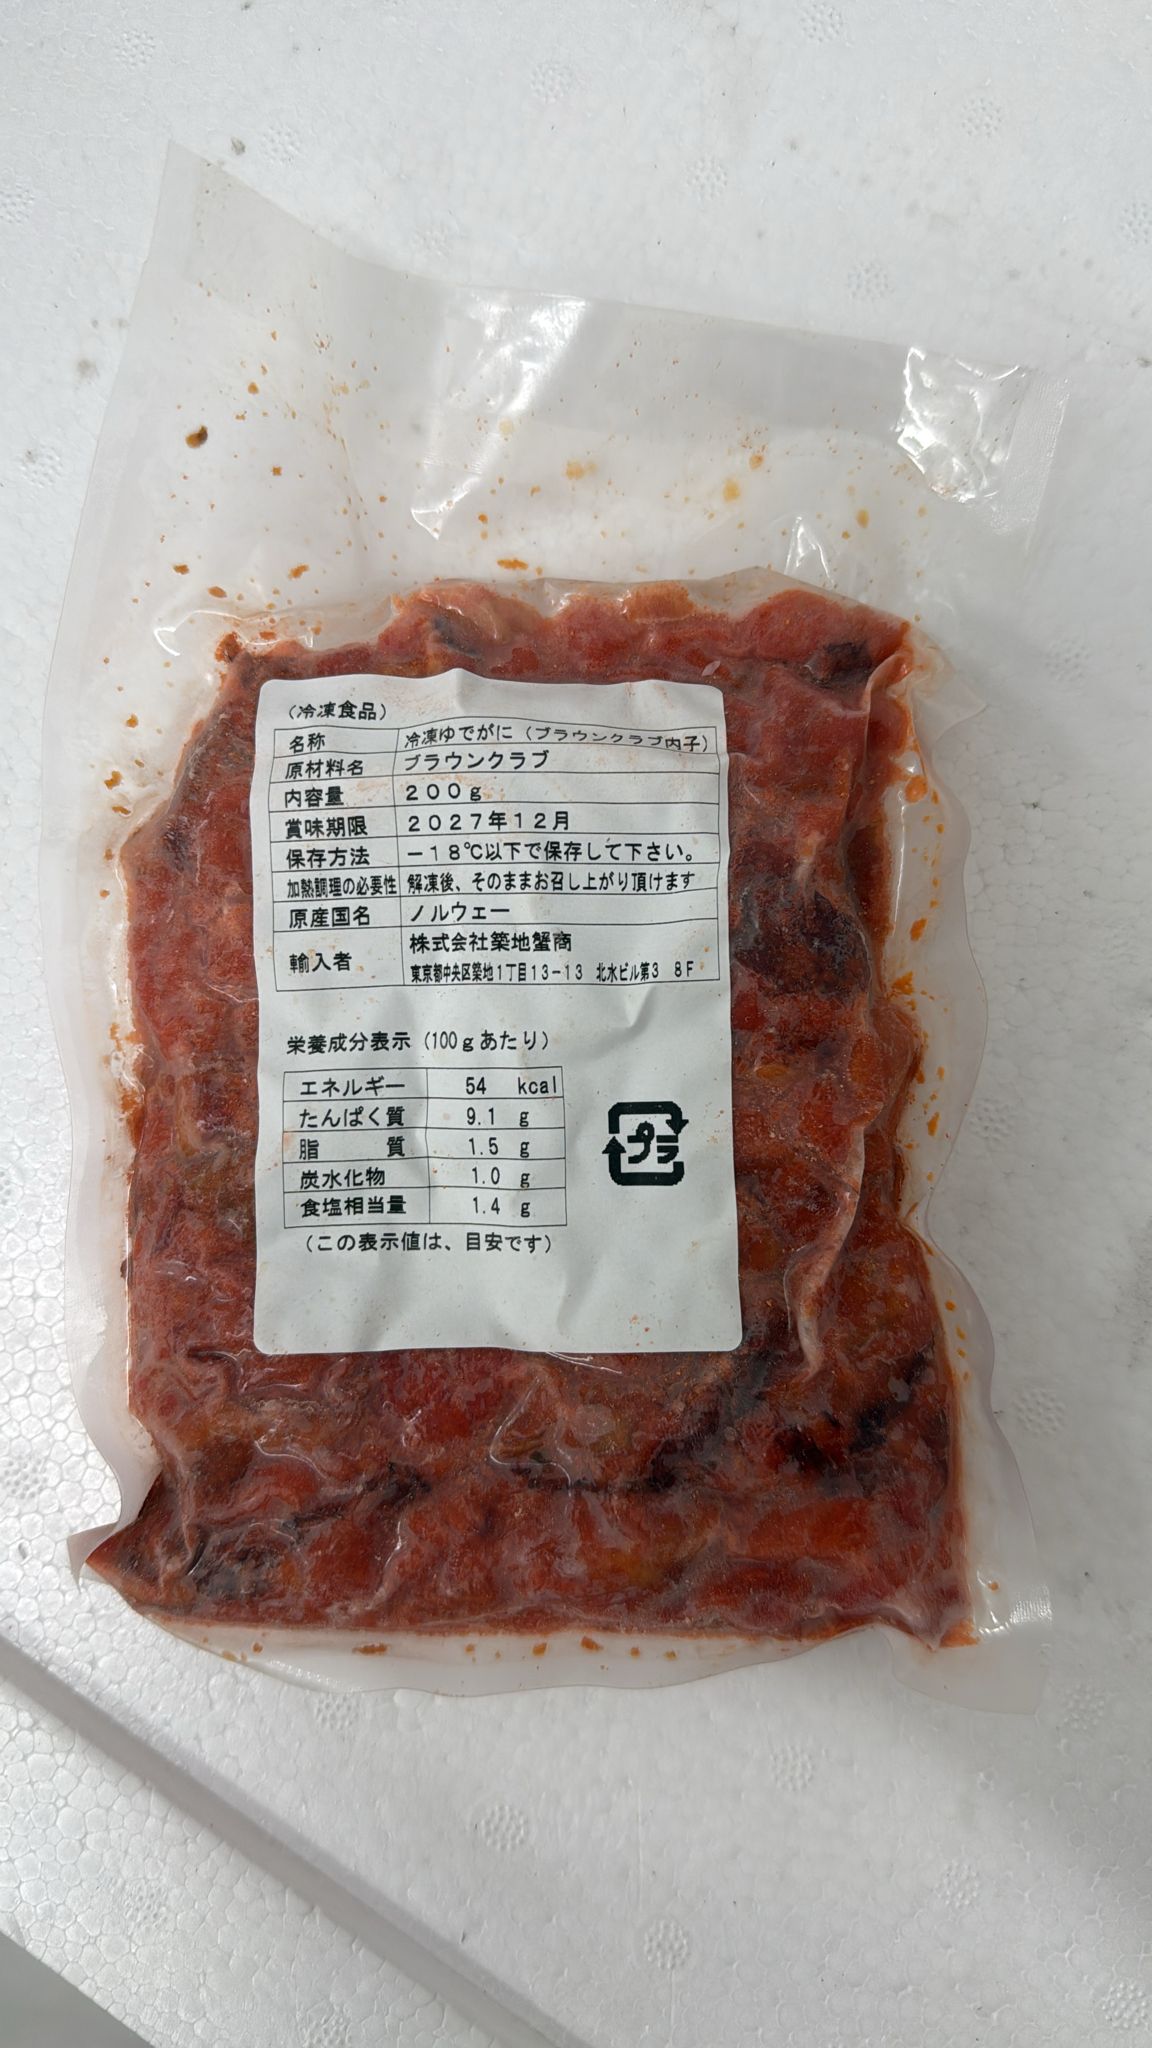 （冷凍食品）
名称 冷凍ゆでがに（ブラウンクラブ内子）
原材料名 ブラウンクラブ
内容量 ２００ｇ
賞味期限 ２０２７年１２月
保存方法 －１８℃以下で保存して下さい。
加熱調理の必要性 解凍後、そのままお召し上がり頂けます
原産国名 ノルウェー
輸入者 株式会社築地蟹商
東京都中央区築地１丁目１３－１３ 北水ビル第３ ８Ｆ
栄養成分表示（100ｇあたり）
エネルギー 54 kcal
たんぱく質 9.1 g
脂質 1.5 g
炭水化物 1.0 g
食塩相当量 1.4 g
（この表示値は、目安です）
プラ